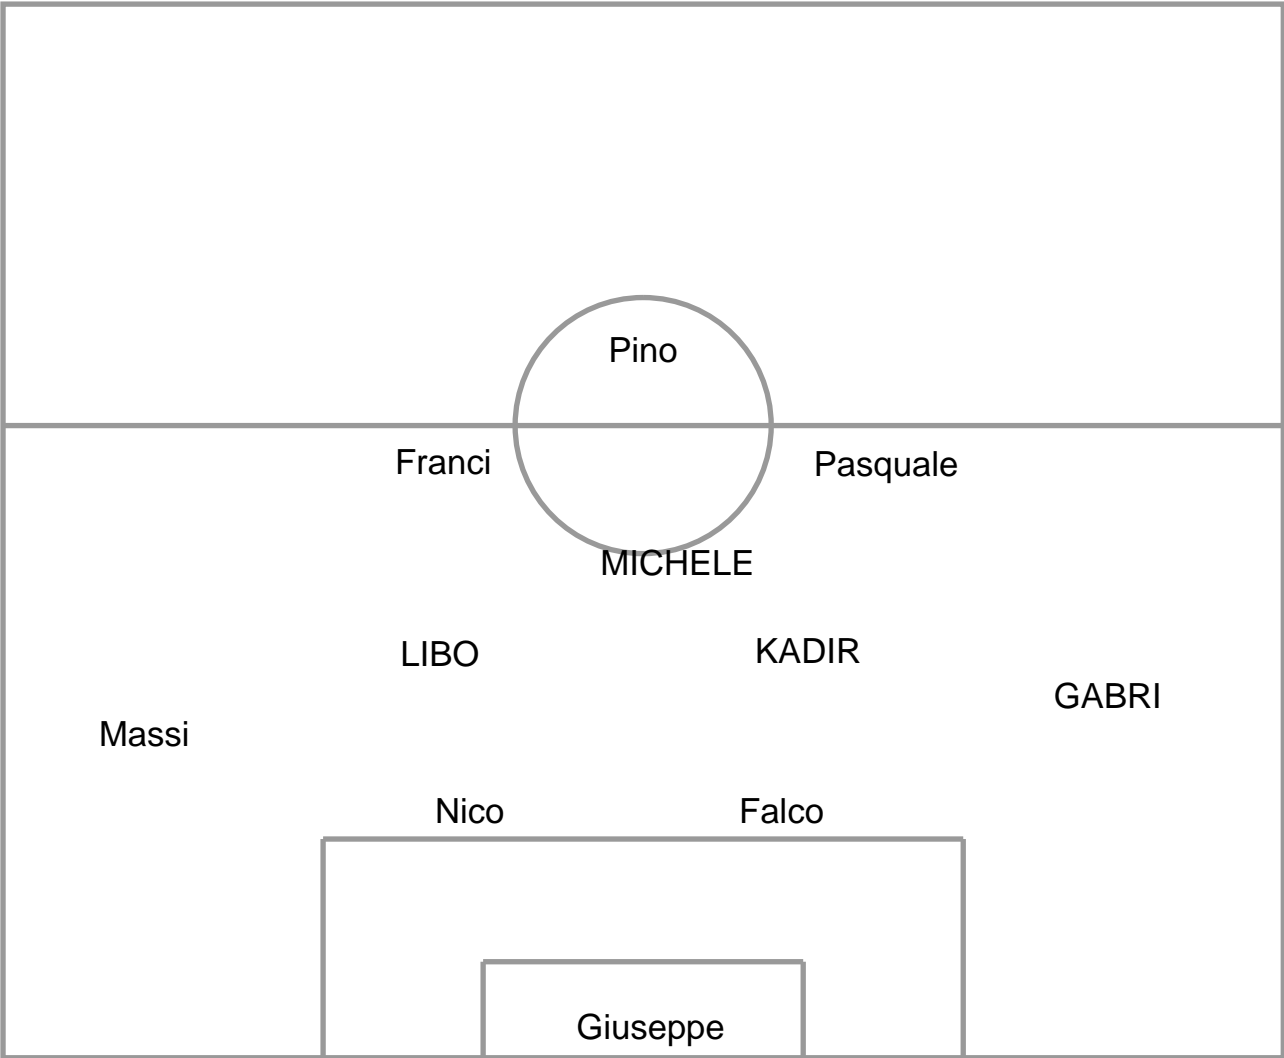 Pino
Franci
Pasquale
MICHELE
LIBO
KADIR
GABRI
Massi
Nico
Falco
Giuseppe